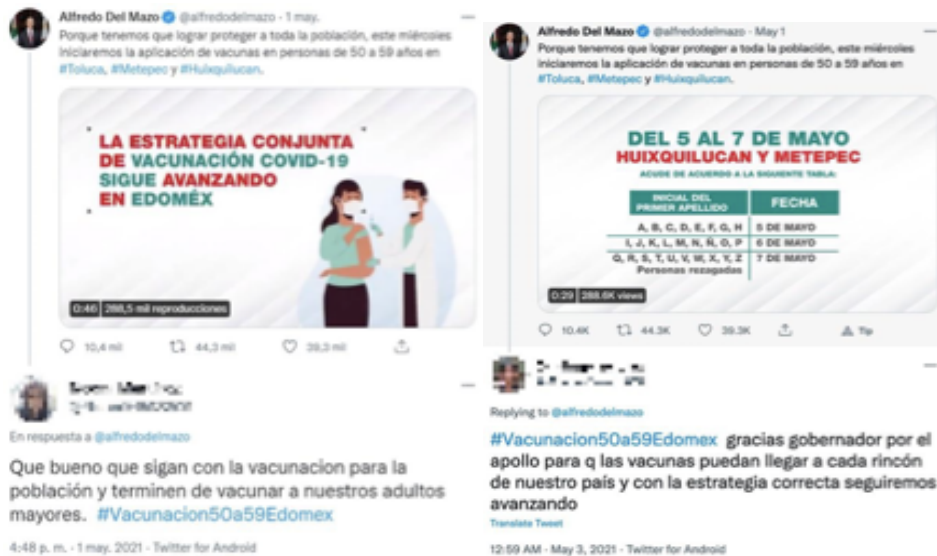 Alfredo Del Mazo @alfredodelmazo · 1 may.
Porque tenemos que lograr proteger a toda la población, este miércoles
iniciaremos la aplicación de vacunas en personas de 50 a 59 años en
#Toluca, #Metepec y #Huixquilucan.
LA ESTRATEGIA CONJUNTA
DE VACUNACIÓN COVID-19
SIGUE AVANZANDO
EN EDOMÉX
0:46 288,5 mil reproducciones
10,4 mil 44,3 mil 39,3 mil
En respuesta a @alfredodelmazo
Que bueno que sigan con la vacunacion para la
población y terminen de vacunar a nuestros adultos
mayores. #Vacunacion50a59Edomex
4:48 p. m. · 1 may. 2021 · Twitter for Android
Alfredo Del Mazo @alfredodelmazo · May 1
Porque tenemos que lograr proteger a toda la población, este miércoles
iniciaremos la aplicación de vacunas en personas de 50 a 59 años en
#Toluca, #Metepec y #Huixquilucan.
DEL 5 AL 7 DE MAYO
HUIXQUILUCAN Y METEPEC
ACUDE DE ACUERDO A LA SIGUIENTE TABLA:
INICIAL DEL
PRIMER APELLIDO FECHA
A, B, C, D, E, F, G, H 5 DE MAYO
I, J, K, L, M, N, Ñ, O, P 6 DE MAYO
Q, R, S, T, U, V, W, X, Y, Z 7 DE MAYO
Personas rezagadas
0:29 288.6K views
10.4K 44.3K 39.3K Tip
Replying to @alfredodelmazo
#Vacunacion50a59Edomex gracias gobernador por el
apollo para q las vacunas puedan llegar a cada rincón
de nuestro país y con la estrategia correcta seguiremos
avanzando
Translate Tweet
12:59 AM · May 3, 2021 · Twitter for Android